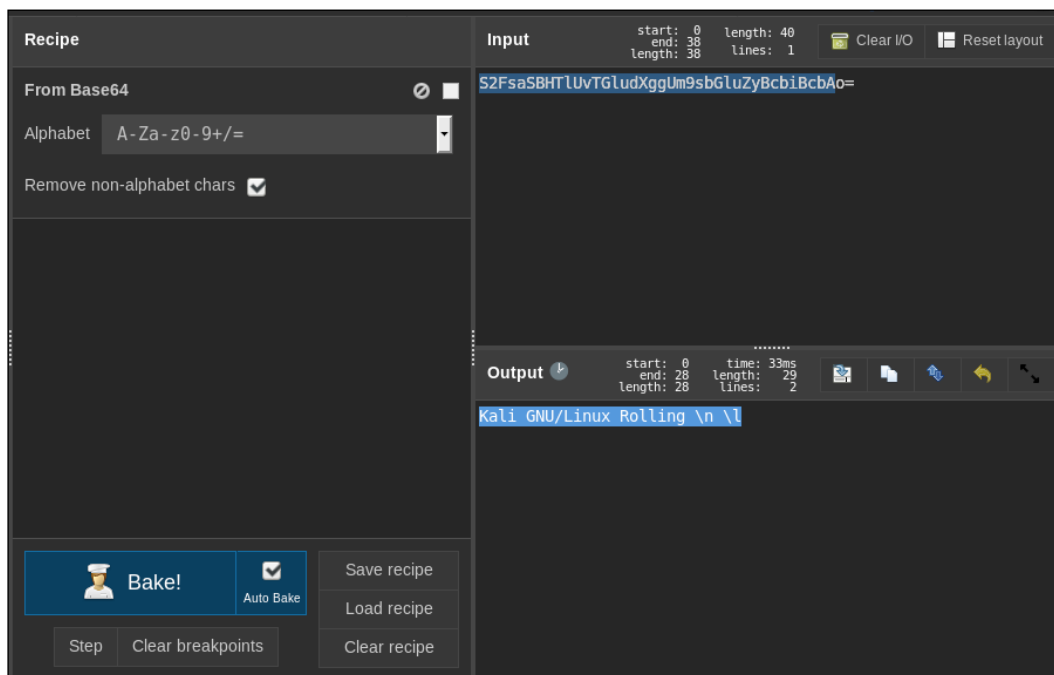 Recipe
From Base64
Alphabet A-Za-z0-9+/=
Remove non-alphabet chars
Bake!
Auto Bake
Save recipe
Load recipe
Clear recipe
Step
Clear breakpoints
Input
start: 0
end: 38
length: 38
length: 40
lines: 1
Clear I/O
Reset layout
S2FsaSBHTlUvTGludXggUm9sbGluZyBcbiBcbAo=
Output
start: 0
end: 28
length: 28
time: 33ms
length: 29
lines: 2
Kali GNU/Linux Rolling \n \l